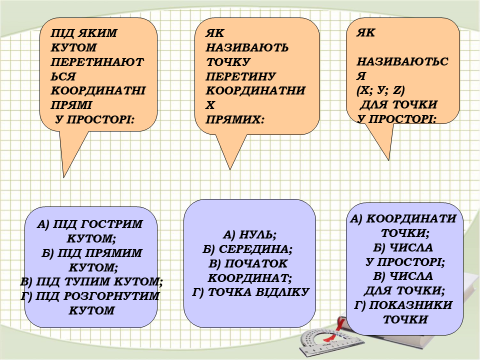 ПІД ЯКИМ
КУТОМ
ПЕРЕТИНАЮТ
ЬСЯ
КООРДИНАТНІ
ПРЯМІ
У ПРОСТОРІ:
ЯК
НАЗИВАЮТЬ
ТОЧКУ
ПЕРЕТИНУ
КООРДИНАТНИ
Х
ПРЯМИХ:
ЯК
НАЗИВАЮТЬС
Я
(X; У; Z)
ДЛЯ ТОЧКИ
У ПРОСТОРІ:
А) ПІД ГОСТРИМ
КУТОМ;
Б) ПІД ПРЯМИМ
КУТОМ;
В) ПІД ТУПИМ КУТОМ;
Г) ПІД РОЗГОРНУТИМ
КУТОМ
А) НУЛЬ;
Б) СЕРЕДИНА;
В) ПОЧАТОК
КООРДИНАТ;
Г) ТОЧКА ВІДЛІКУ
А) КООРДИНАТИ
ТОЧКИ;
Б) ЧИСЛА
У ПРОСТОРІ;
В) ЧИСЛА
ДЛЯ ТОЧКИ;
Г) ПОКАЗНИКИ
ТОЧКИ